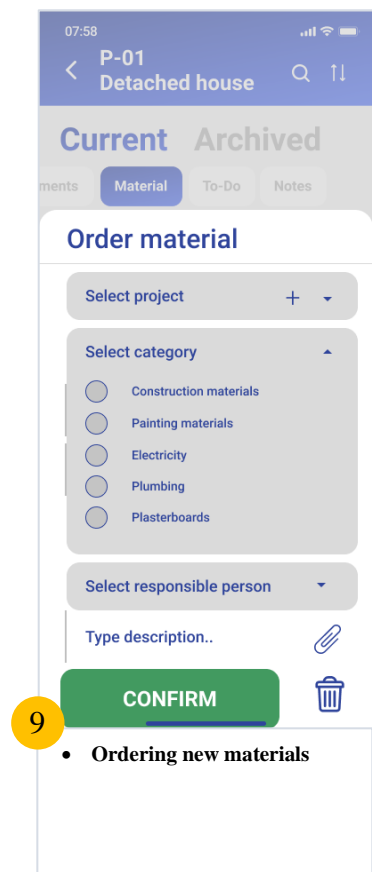 07:58
P-01
Detached house
Current Archived
ments Material To-Do Notes
Order material
Select project +
Select category
Construction materials
Painting materials
Electricity
Plumbing
Plasterboards
Select responsible person
Type description..
CONFIRM
9
• Ordering new materials